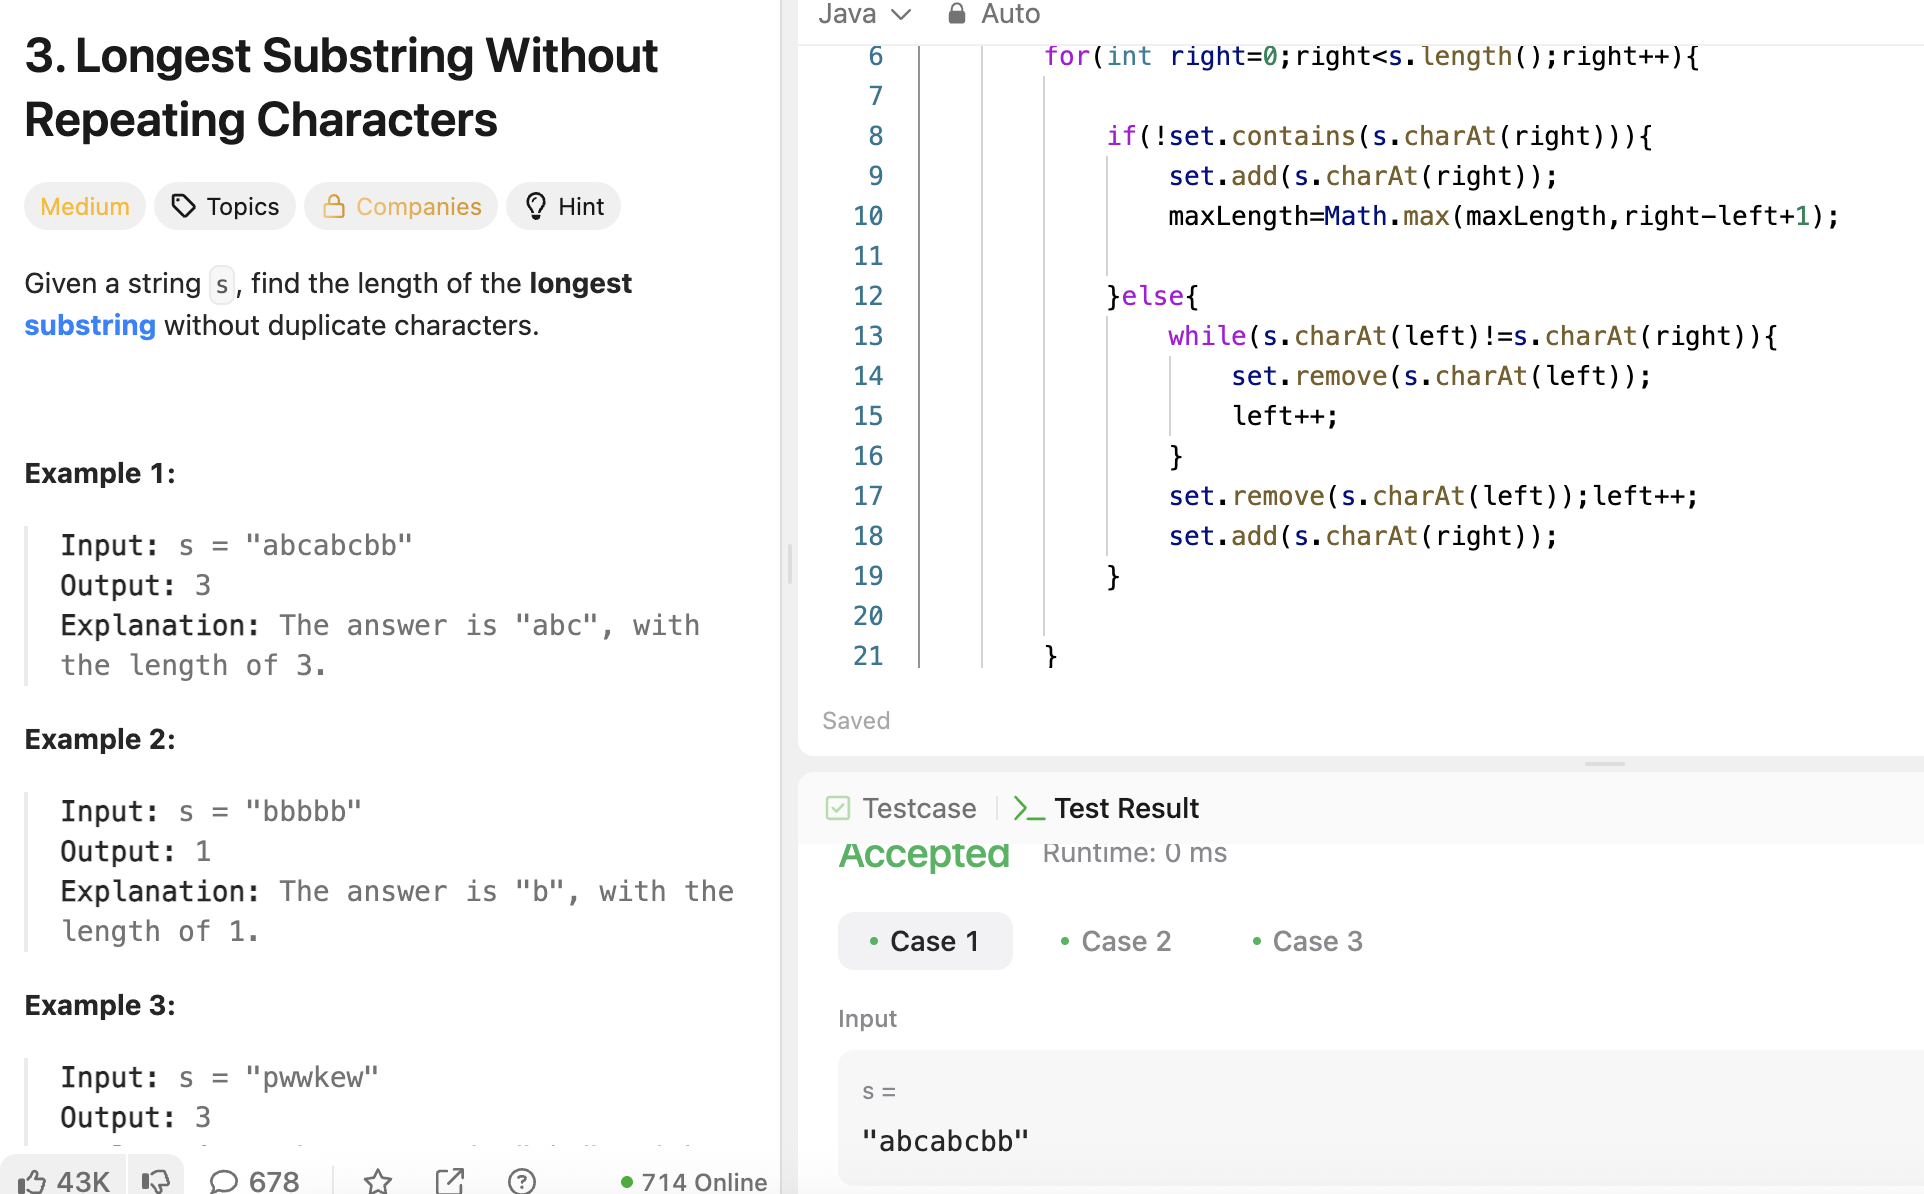 3. Longest Substring Without
Repeating Characters
Medium Topics Companies Hint
Given a string s, find the length of the longest
substring without duplicate characters.
Example 1:
Input: s = "abcabcbb"
Output: 3
Explanation: The answer is "abc", with
the length of 3.
Example 2:
Input: s = "bbbbb"
Output: 1
Explanation: The answer is "b", with the
length of 1.
Example 3:
Input: s = "pwwkew"
Output: 3
43K 678 714 Online
Java Auto
6 for(int right=0;right<s.length();right++){
7
8 if(!set.contains(s.charAt(right))){
9 set.add(s.charAt(right));
10 maxLength=Math.max(maxLength,right-left+1);
11
12 }else{
13 while(s.charAt(left)!=s.charAt(right)){
14 set.remove(s.charAt(left));
15 left++;
16 }
17 set.remove(s.charAt(left));left++;
18 set.add(s.charAt(right));
19 }
20
21 }
Saved
Testcase >_ Test Result
Accepted Runtime: 0 ms
Case 1 Case 2 Case 3
Input
s =
"abcabcbb"